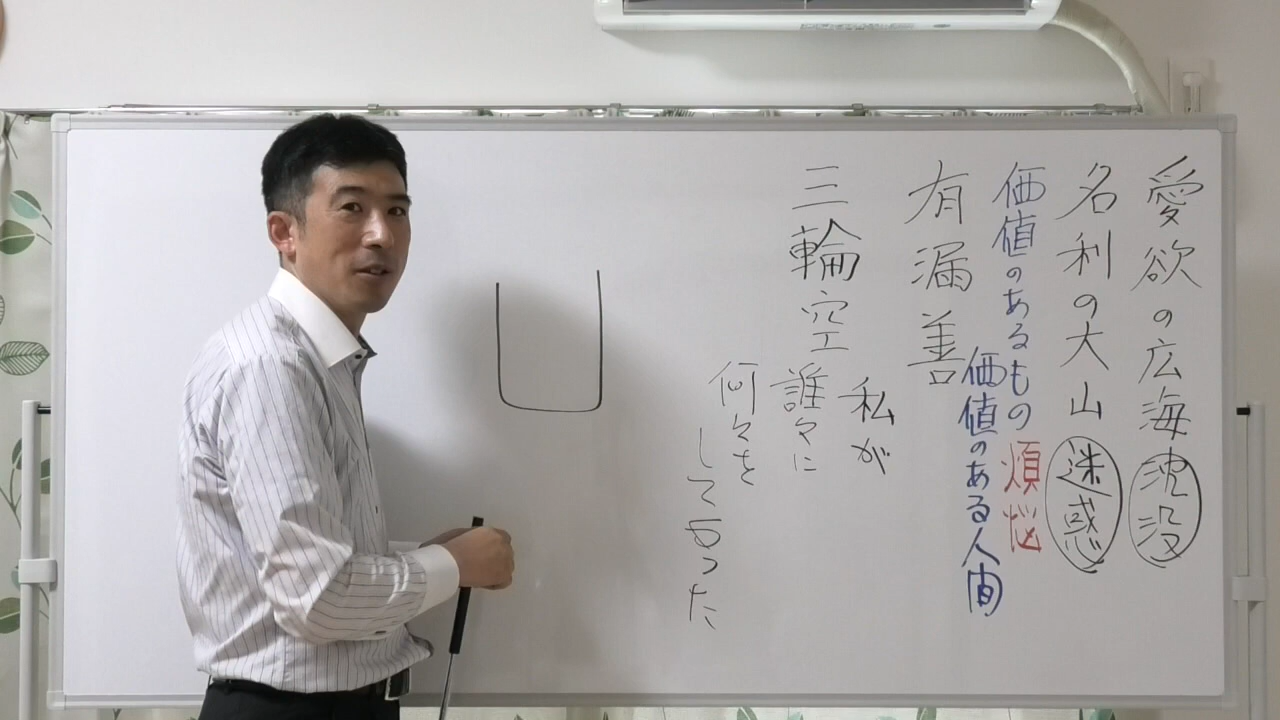 愛欲の広海沈没
名利の大山迷惑
価値のあるもの煩悩
価値のある人間
有漏善
三輪空
私が
誰々に
何々を
してやった